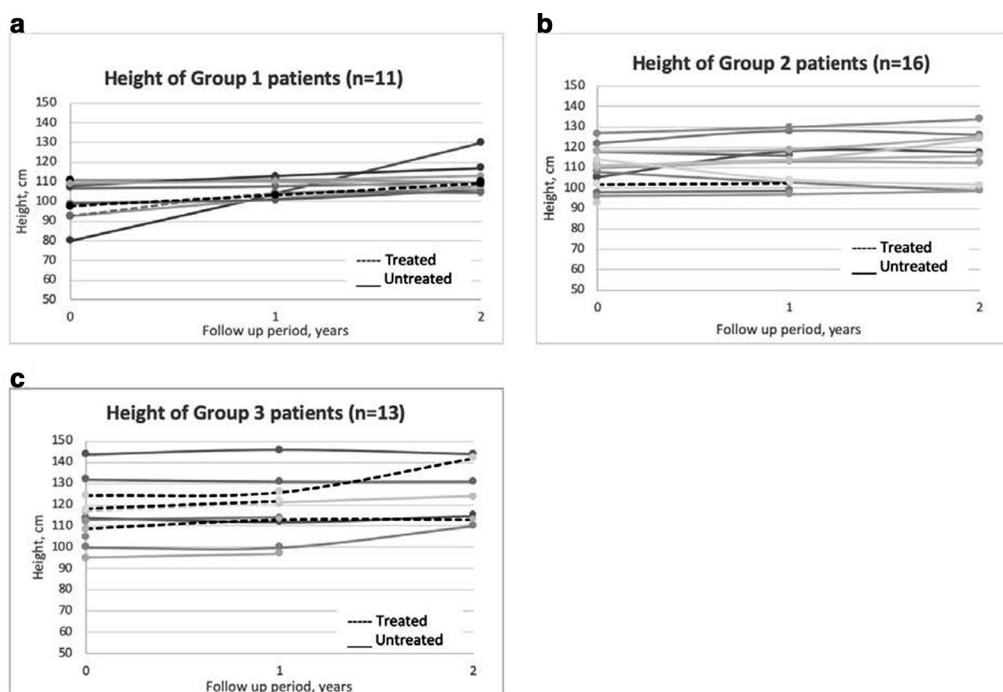 a
Height of Group 1 patients (n=11)
150
140
130
120
110
100
90
80
70
60
50
Height, cm
Treated
Untreated
0
1
2
Follow up period, years
b
Height of Group 2 patients (n=16)
150
140
130
120
110
100
90
80
70
60
50
Height, cm
Treated
Untreated
0
1
2
Follow up period, years
c
Height of Group 3 patients (n=13)
150
140
130
120
110
100
90
80
70
60
50
Height, cm
Treated
Untreated
0
1
2
Follow up period, years